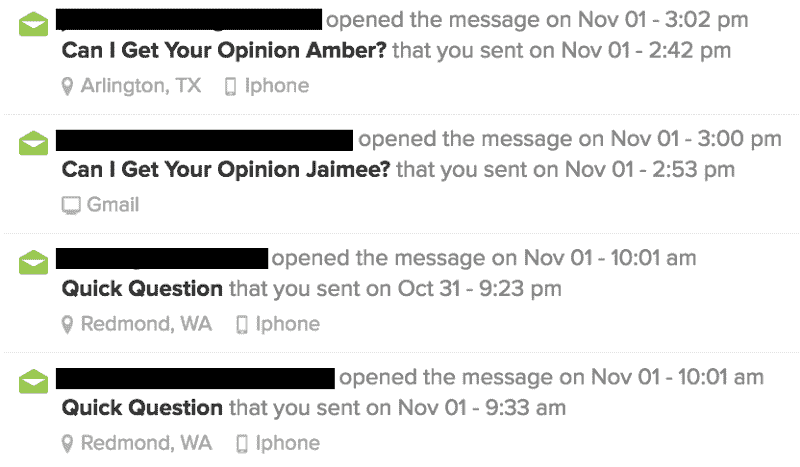 opened the message on Nov 01 - 3:02 pm
Can I Get Your Opinion Amber? that you sent on Nov 01 - 2:42 pm
Arlington, TX Iphone
opened the message on Nov 01 - 3:00 pm
Can I Get Your Opinion Jaimee? that you sent on Nov 01 - 2:53 pm
Gmail
opened the message on Nov 01 - 10:01 am
Quick Question that you sent on Oct 31 - 9:23 pm
Redmond, WA Iphone
opened the message on Nov 01 - 10:01 am
Quick Question that you sent on Nov 01 - 9:33 am
Redmond, WA Iphone